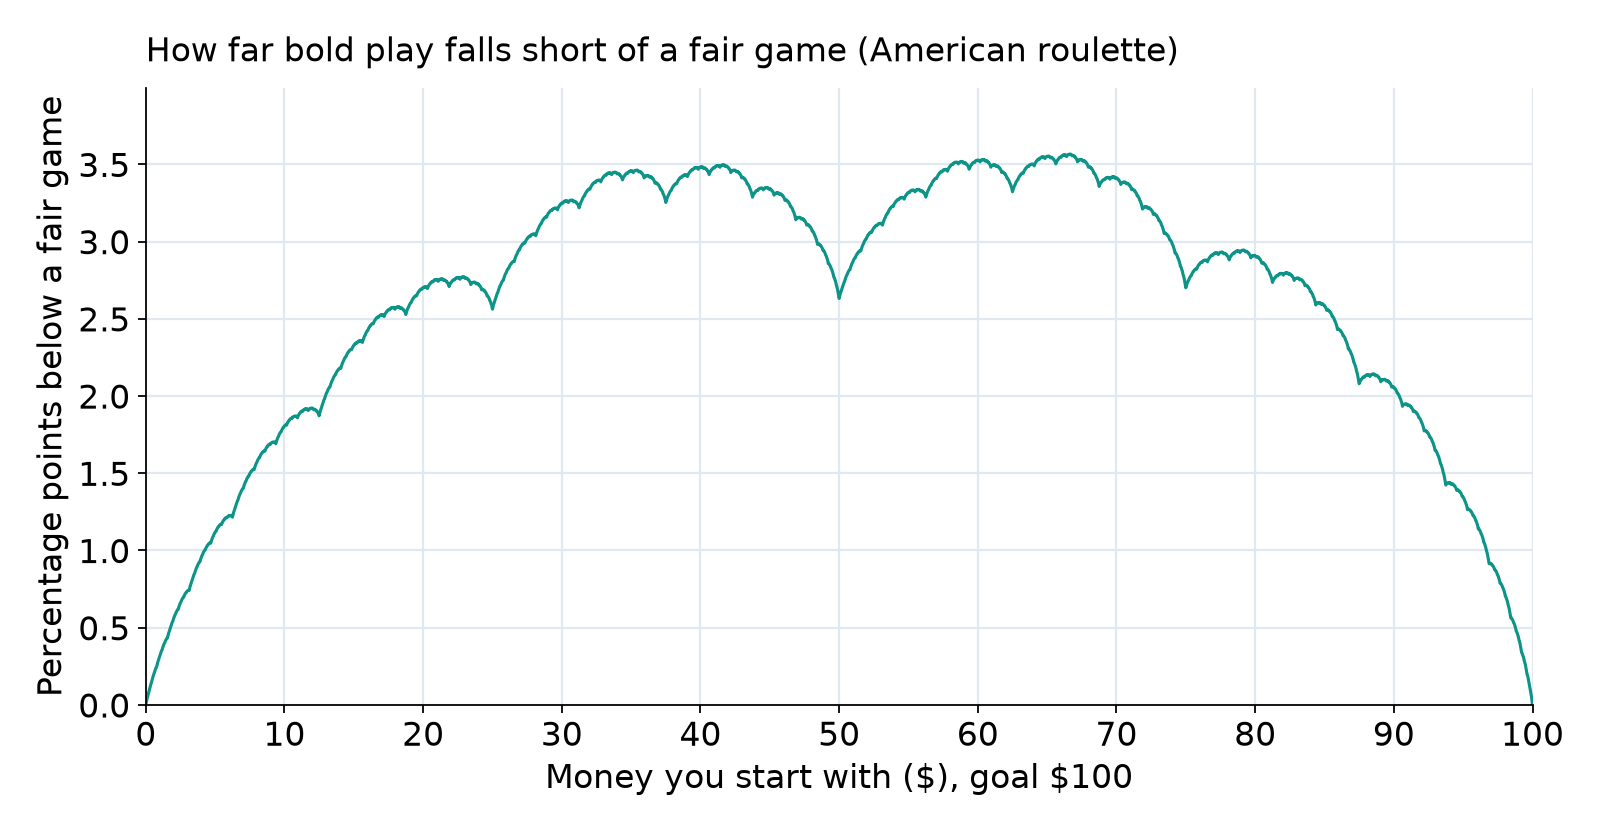 How far bold play falls short of a fair game (American roulette)
Percentage points below a fair game
3.5
3.0
2.5
2.0
1.5
1.0
0.5
0.0
0 10 20 30 40 50 60 70 80 90 100
Money you start with ($), goal $100